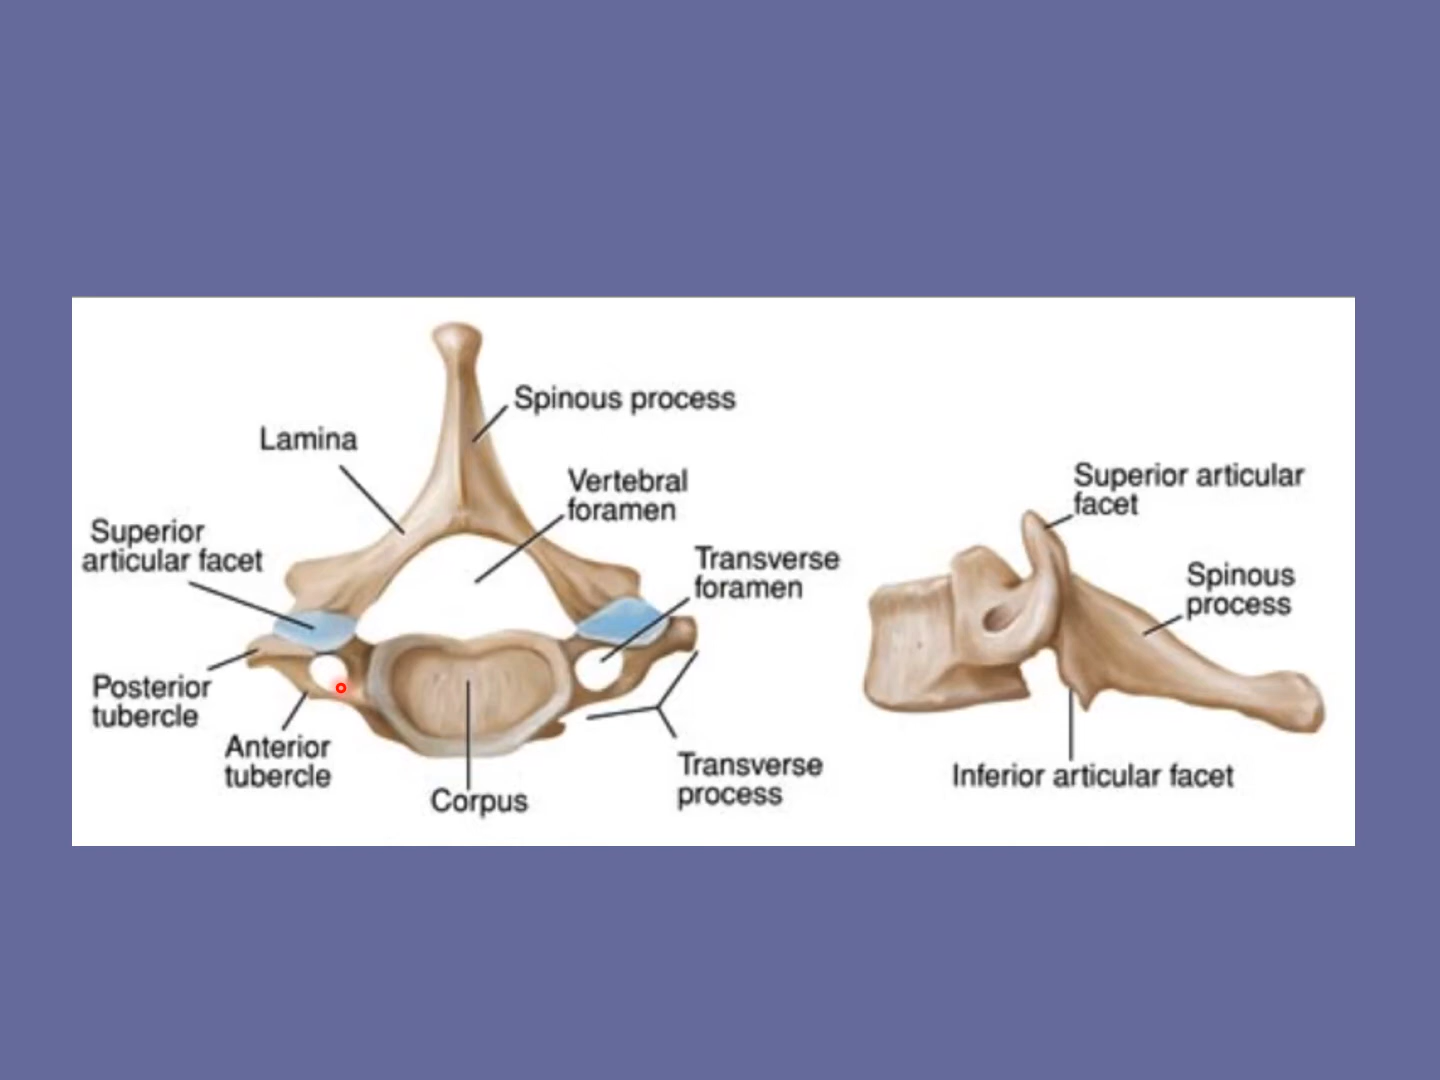 Spinous process
Lamina
Vertebral
foramen
Superior
articular facet
Transverse
foramen
Posterior
tubercle
Anterior
tubercle
Corpus
Transverse
process
Superior articular
facet
Spinous
process
Inferior articular facet